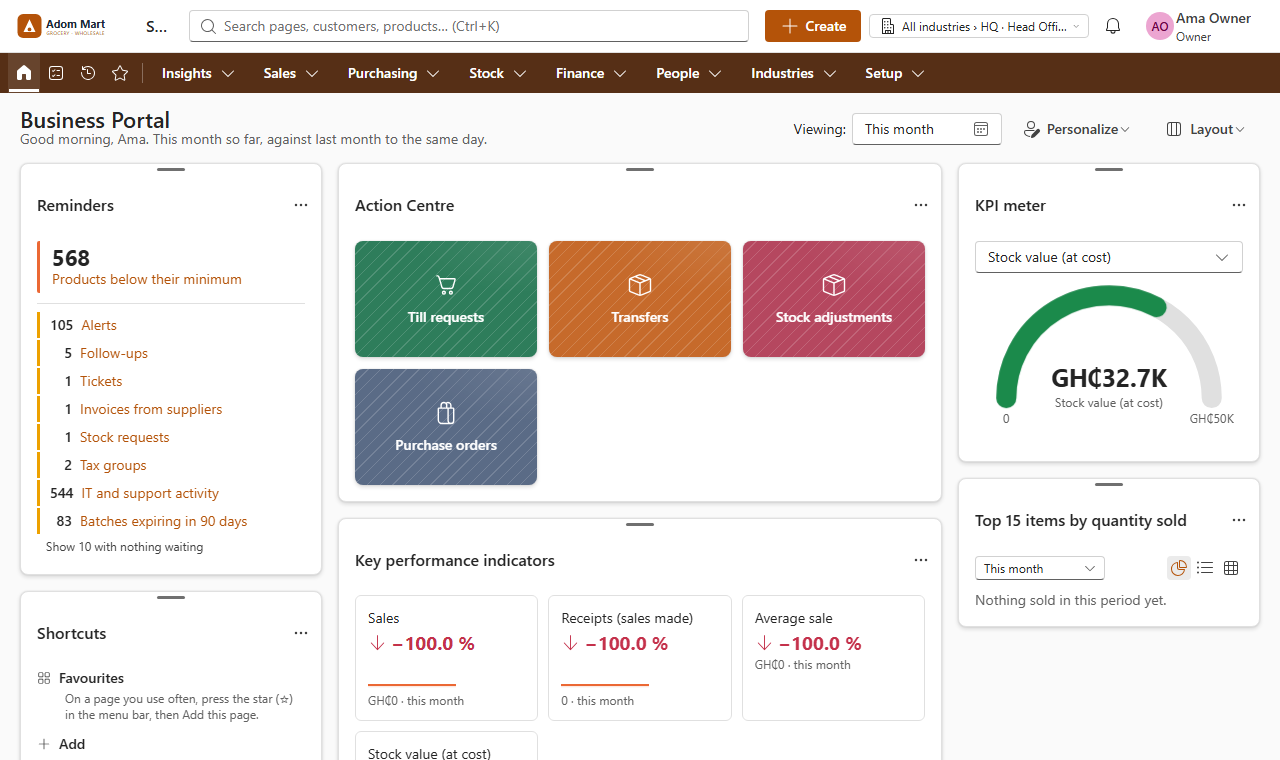 Adom Mart
GROCERY · WHOLESALE
S...
Search pages, customers, products... (Ctrl+K)
Create
All industries › HQ · Head Offi...
AO
Ama Owner
Owner
Insights
Sales
Purchasing
Stock
Finance
People
Industries
Setup
Business Portal
Good morning, Ama. This month so far, against last month to the same day.
Viewing:
This month
Personalize
Layout
Reminders
568
Products below their minimum
105 Alerts
5 Follow-ups
1 Tickets
1 Invoices from suppliers
1 Stock requests
2 Tax groups
544 IT and support activity
83 Batches expiring in 90 days
Show 10 with nothing waiting
Shortcuts
Favourites
On a page you use often, press the star (☆)
in the menu bar, then Add this page.
Add
Action Centre
Till requests
Transfers
Stock adjustments
Purchase orders
Key performance indicators
Sales
−100.0 %
GH₵0 · this month
Receipts (sales made)
−100.0 %
0 · this month
Average sale
−100.0 %
GH₵0 · this month
Stock value (at cost)
KPI meter
Stock value (at cost)
GH₵32.7K
Stock value (at cost)
0
GH₵50K
Top 15 items by quantity sold
This month
Nothing sold in this period yet.